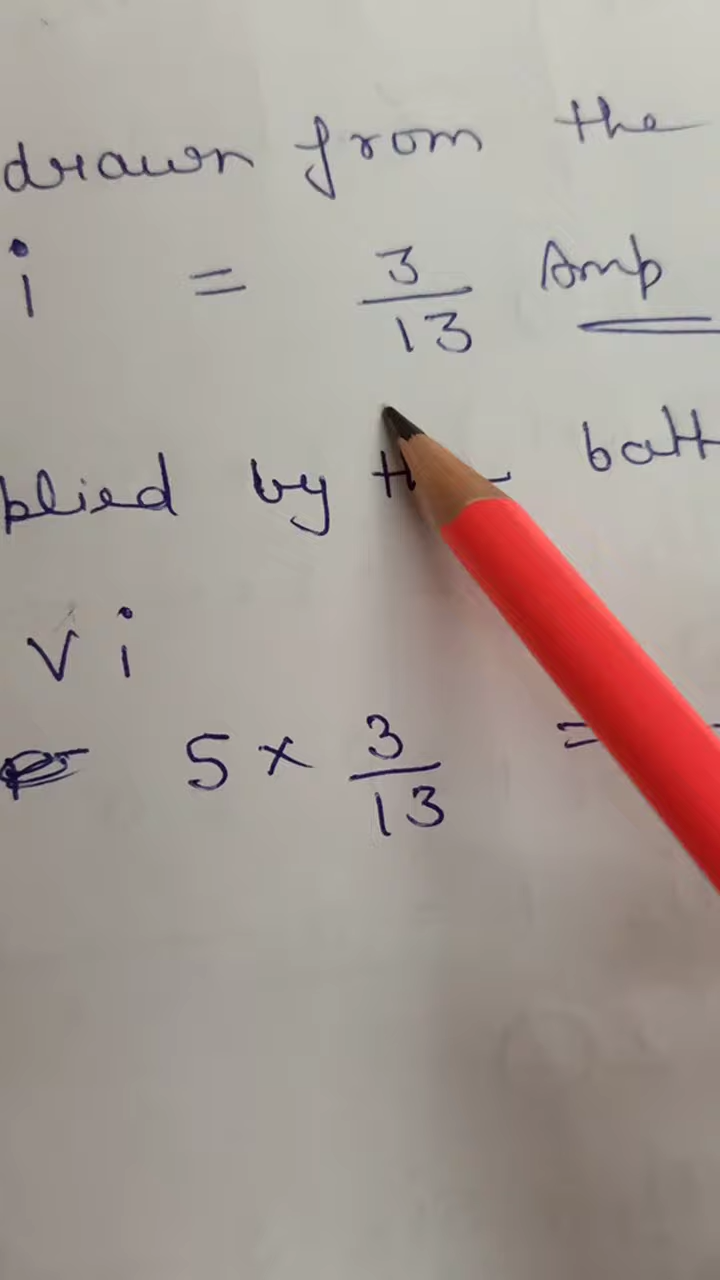 drawn from the
i = 3/13 Amp
plied by batt
v i
5 × 3/13 =